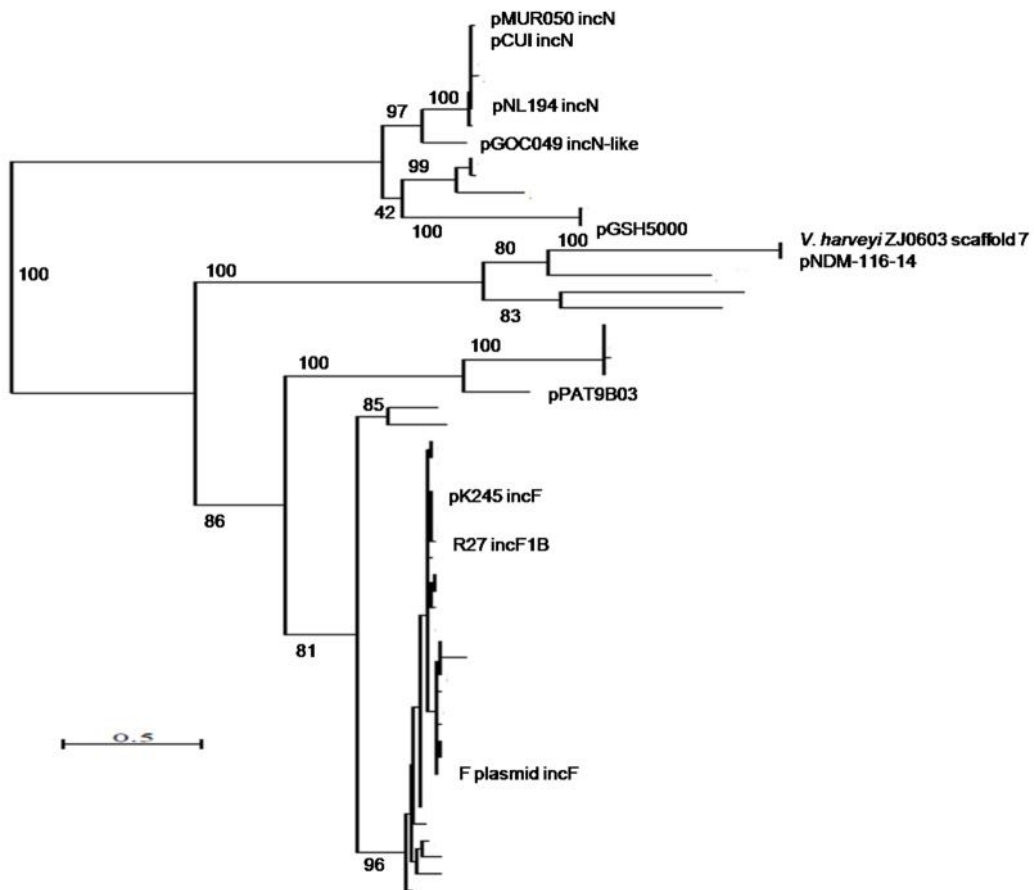 pMUR050 incN
pCUI incN
100
97
pNL194 incN
pGOC049 incN-like
99
42
100
pGSH5000
100
80
V. harveyi ZJ0603 scaffold 7
100
100
pNDM-116-14
83
100
100
pPAT9B03
85
pK245 incF
86
R27 incF1B
81
0.5
F plasmid incF
96